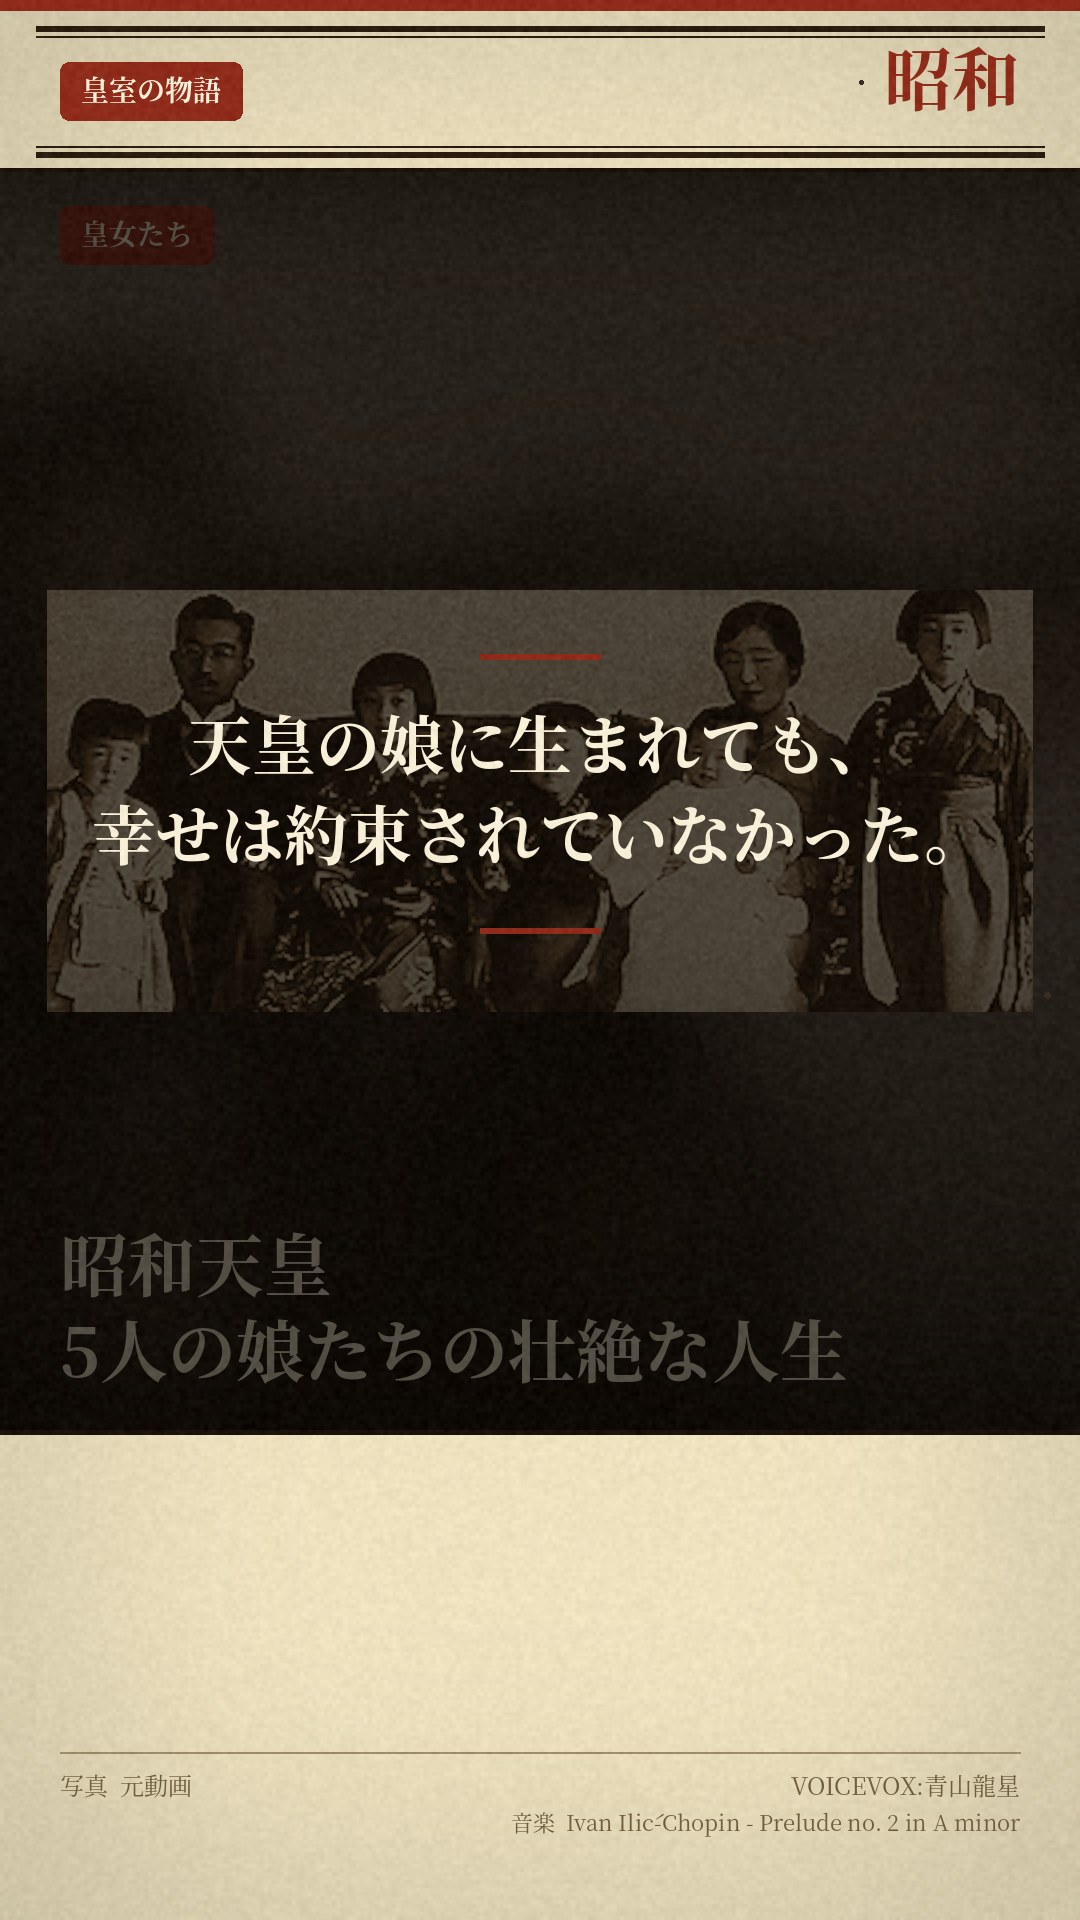 皇室の物語
・昭和
皇女たち
天皇の娘に生まれても、
幸せは約束されていなかった。
昭和天皇
5人の娘たちの壮絶な人生
写真 元動画
VOICEVOX:青山龍星
音楽 Ivan Ilić-Chopin - Prelude no. 2 in A minor